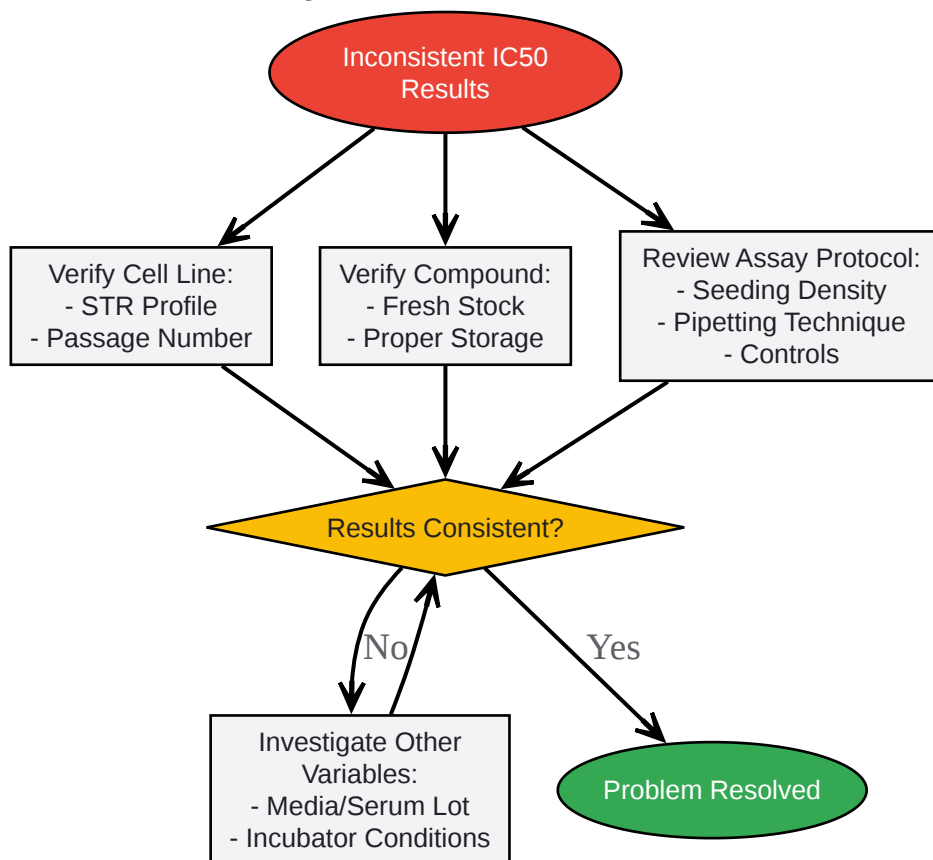 Inconsistent IC50
Results
Verify Cell Line:
- STR Profile
- Passage Number
Verify Compound:
- Fresh Stock
- Proper Storage
Review Assay Protocol:
- Seeding Density
- Pipetting Technique
- Controls
Results Consistent?
No
Yes
Investigate Other
Variables:
- Media/Serum Lot
- Incubator Conditions
Problem Resolved